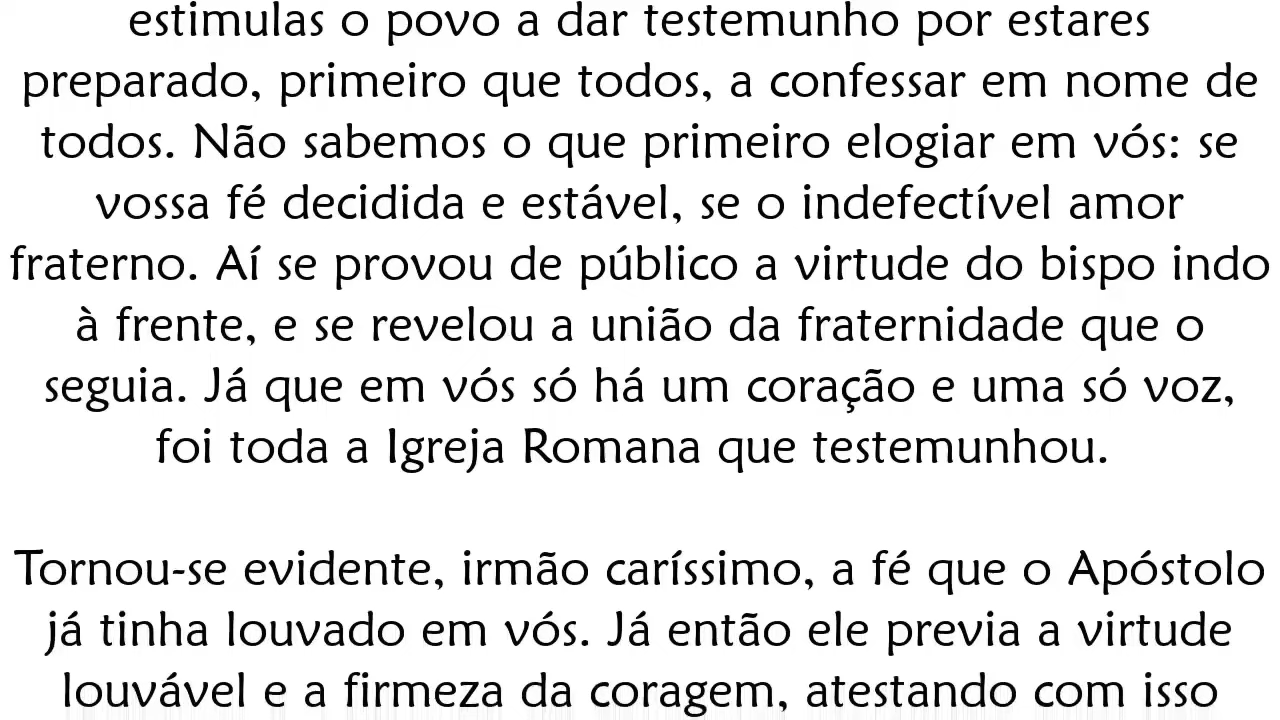 estimulas o povo a dar testemunho por estares
preparado, primeiro que todos, a confessar em nome de
todos. Não sabemos o que primeiro elogiar em vós: se
vossa fé decidida e estável, se o indefectível amor
fraterno. Aí se provou de público a virtude do bispo indo
à frente, e se revelou a união da fraternidade que o
seguia. Já que em vós só há um coração e uma só voz,
foi toda a Igreja Romana que testemunhou.

Tornou-se evidente, irmão caríssimo, a fé que o Apóstolo
já tinha louvado em vós. Já então ele previa a virtude
louvável e a firmeza da coragem, atestando com isso